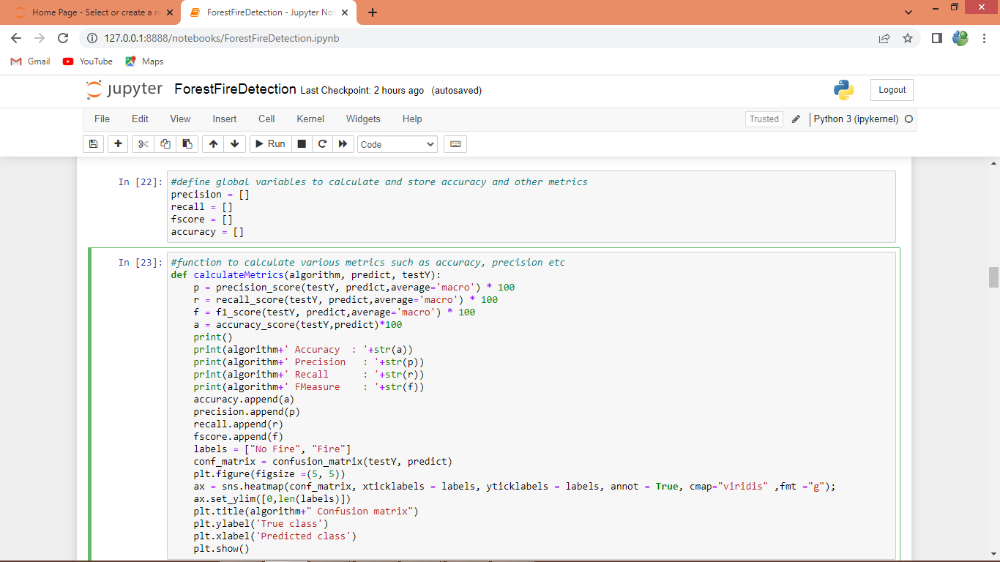 Home Page - Select or create a n
ForestFireDetection - Jupyter Not
127.0.0.1:8888/notebooks/ForestFireDetection.ipynb
Gmail
YouTube
Maps
jupyter
ForestFireDetection Last Checkpoint: 2 hours ago (autosaved)
Logout
File Edit View Insert Cell Kernel Widgets Help
Trusted
Python 3 (ipykernel)
Run
Code
In [22]:
#define global variables to calculate and store accuracy and other metrics
precision = []
recall = []
fscore = []
accuracy = []
In [23]:
#function to calculate various metrics such as accuracy, precision etc
def calculateMetrics(algorithm, predict, testY):
    p = precision_score(testY, predict,average='macro') * 100
    r = recall_score(testY, predict,average='macro') * 100
    f = f1_score(testY, predict,average='macro') * 100
    a = accuracy_score(testY,predict)*100
    print()
    print(algorithm+' Accuracy  : '+str(a))
    print(algorithm+' Precision   : '+str(p))
    print(algorithm+' Recall      : '+str(r))
    print(algorithm+' FMeasure    : '+str(f))
    accuracy.append(a)
    precision.append(p)
    recall.append(r)
    fscore.append(f)
    labels = ["No Fire", "Fire"]
    conf_matrix = confusion_matrix(testY, predict)
    plt.figure(figsize =(5, 5))
    ax = sns.heatmap(conf_matrix, xticklabels = labels, yticklabels = labels, annot = True, cmap="viridis" ,fmt ="g");
    ax.set_ylim([0,len(labels)])
    plt.title(algorithm+" Confusion matrix")
    plt.ylabel('True class')
    plt.xlabel('Predicted class')
    plt.show()